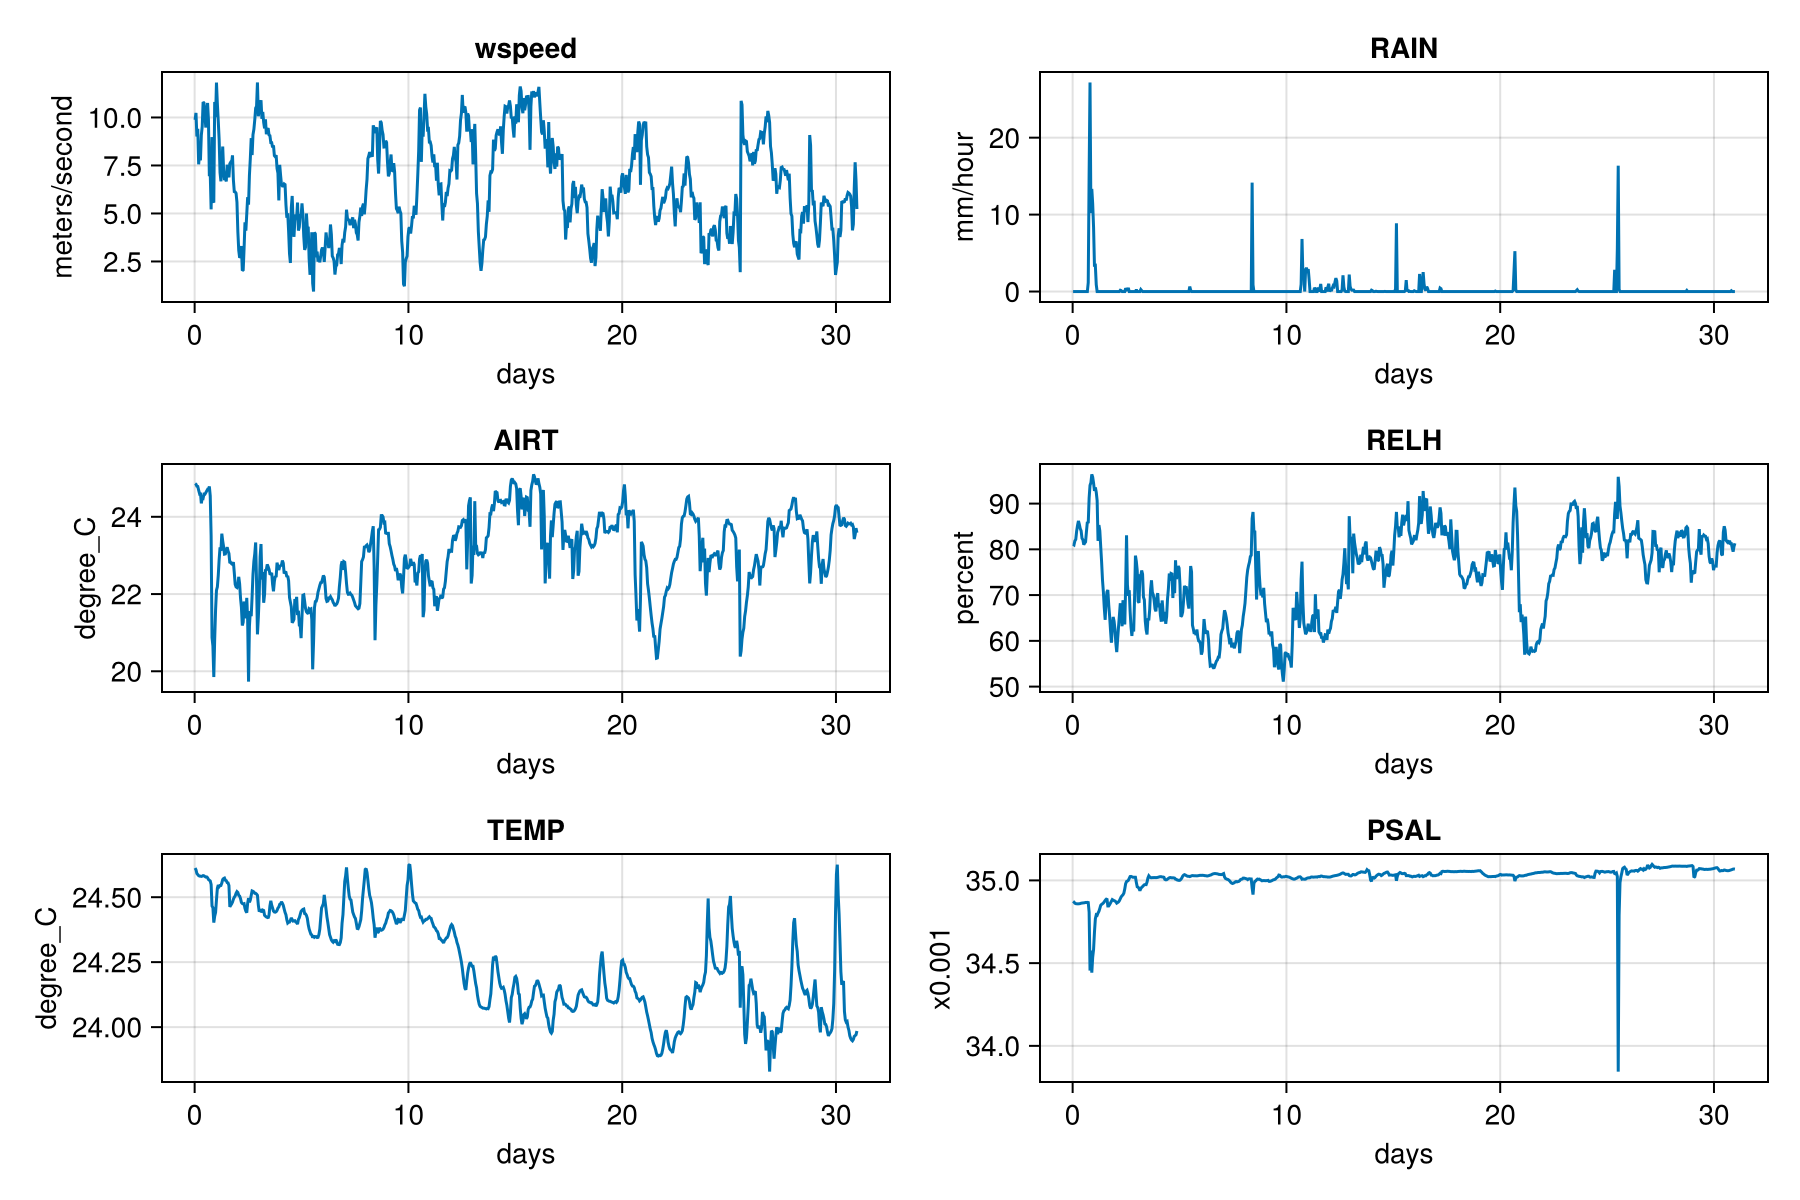 wspeed
meters/second
10.0
7.5
5.0
2.5
0 10 20 30
days
RAIN
mm/hour
20
10
0
0 10 20 30
days
AIRT
degree_C
24
22
20
0 10 20 30
days
RELH
percent
90
80
70
60
50
0 10 20 30
days
TEMP
degree_C
24.50
24.25
24.00
0 10 20 30
days
PSAL
x0.001
35.0
34.5
34.0
0 10 20 30
days